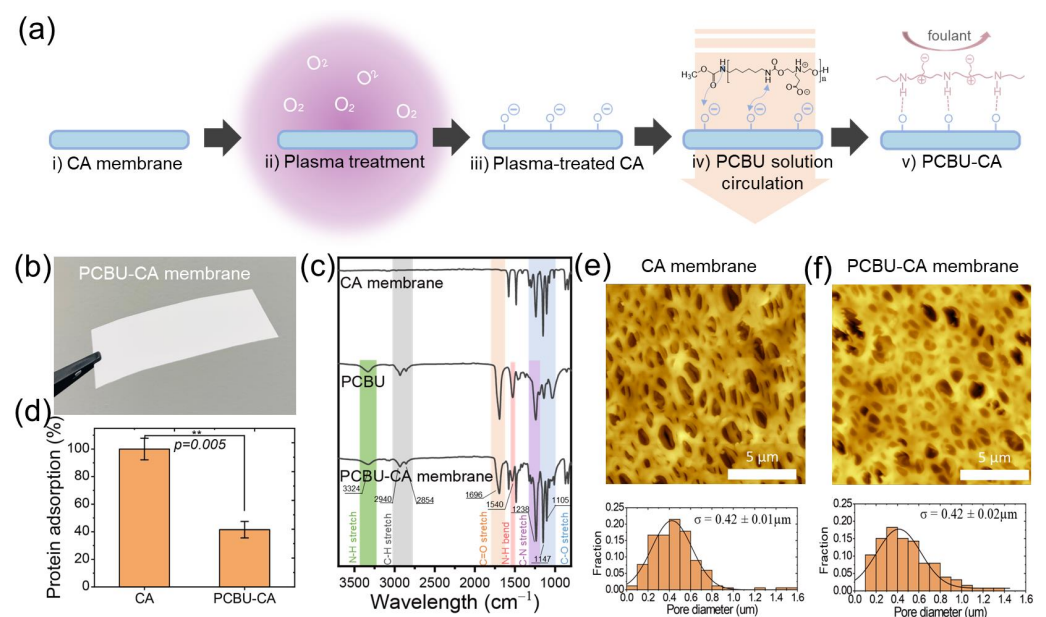 (a)
O₂
O₂
O₂
O₂
O₂
i) CA membrane
ii) Plasma treatment
O⊖
O⊖
O⊖
iii) Plasma-treated CA
H₃C
O
O
N
H
n
N
H
O
O
N
H
⊕
O
H
O
O⊖
O⊖
O⊖
O⊖
iv) PCBU solution
circulation
foulant
N
H
N
H
N
H
O
O
O
v) PCBU-CA
(b)
PCBU-CA membrane
(c)
CA membrane
PCBU
PCBU-CA membrane
3324
2940
2854
1696
1540
1238
1147
1105
N-H stretch
C-H stretch
C=O stretch
N-H bend
C-N stretch
C-O stretch
3500 3000 2500 2000 1500 1000
Wavelength (cm⁻¹)
(d)
Protein adsorption (%)
100
80
60
40
20
0
**
p=0.005
CA PCBU-CA
(e)
CA membrane
5 μm
Fraction
0.25
0.20
0.15
0.10
0.05
0.00
σ = 0.42 ± 0.01μm
0.0 0.2 0.4 0.6 0.8 1.0 1.2 1.4 1.6
Pore diameter (um)
(f)
PCBU-CA membrane
5 μm
Fraction
0.25
0.20
0.15
0.10
0.05
0.00
σ = 0.42 ± 0.02μm
0.0 0.2 0.4 0.6 0.8 1.0 1.2 1.4 1.6
Pore diameter (um)